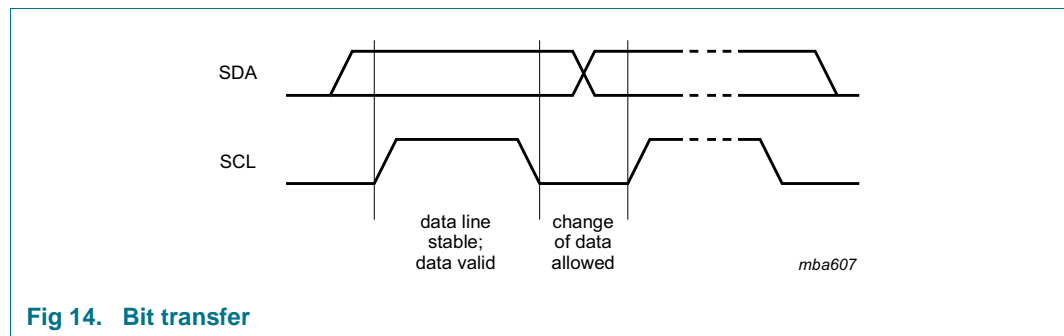 SDA
SCL
data line
stable;
data valid
change
of data
allowed
mba607
Fig 14. Bit transfer